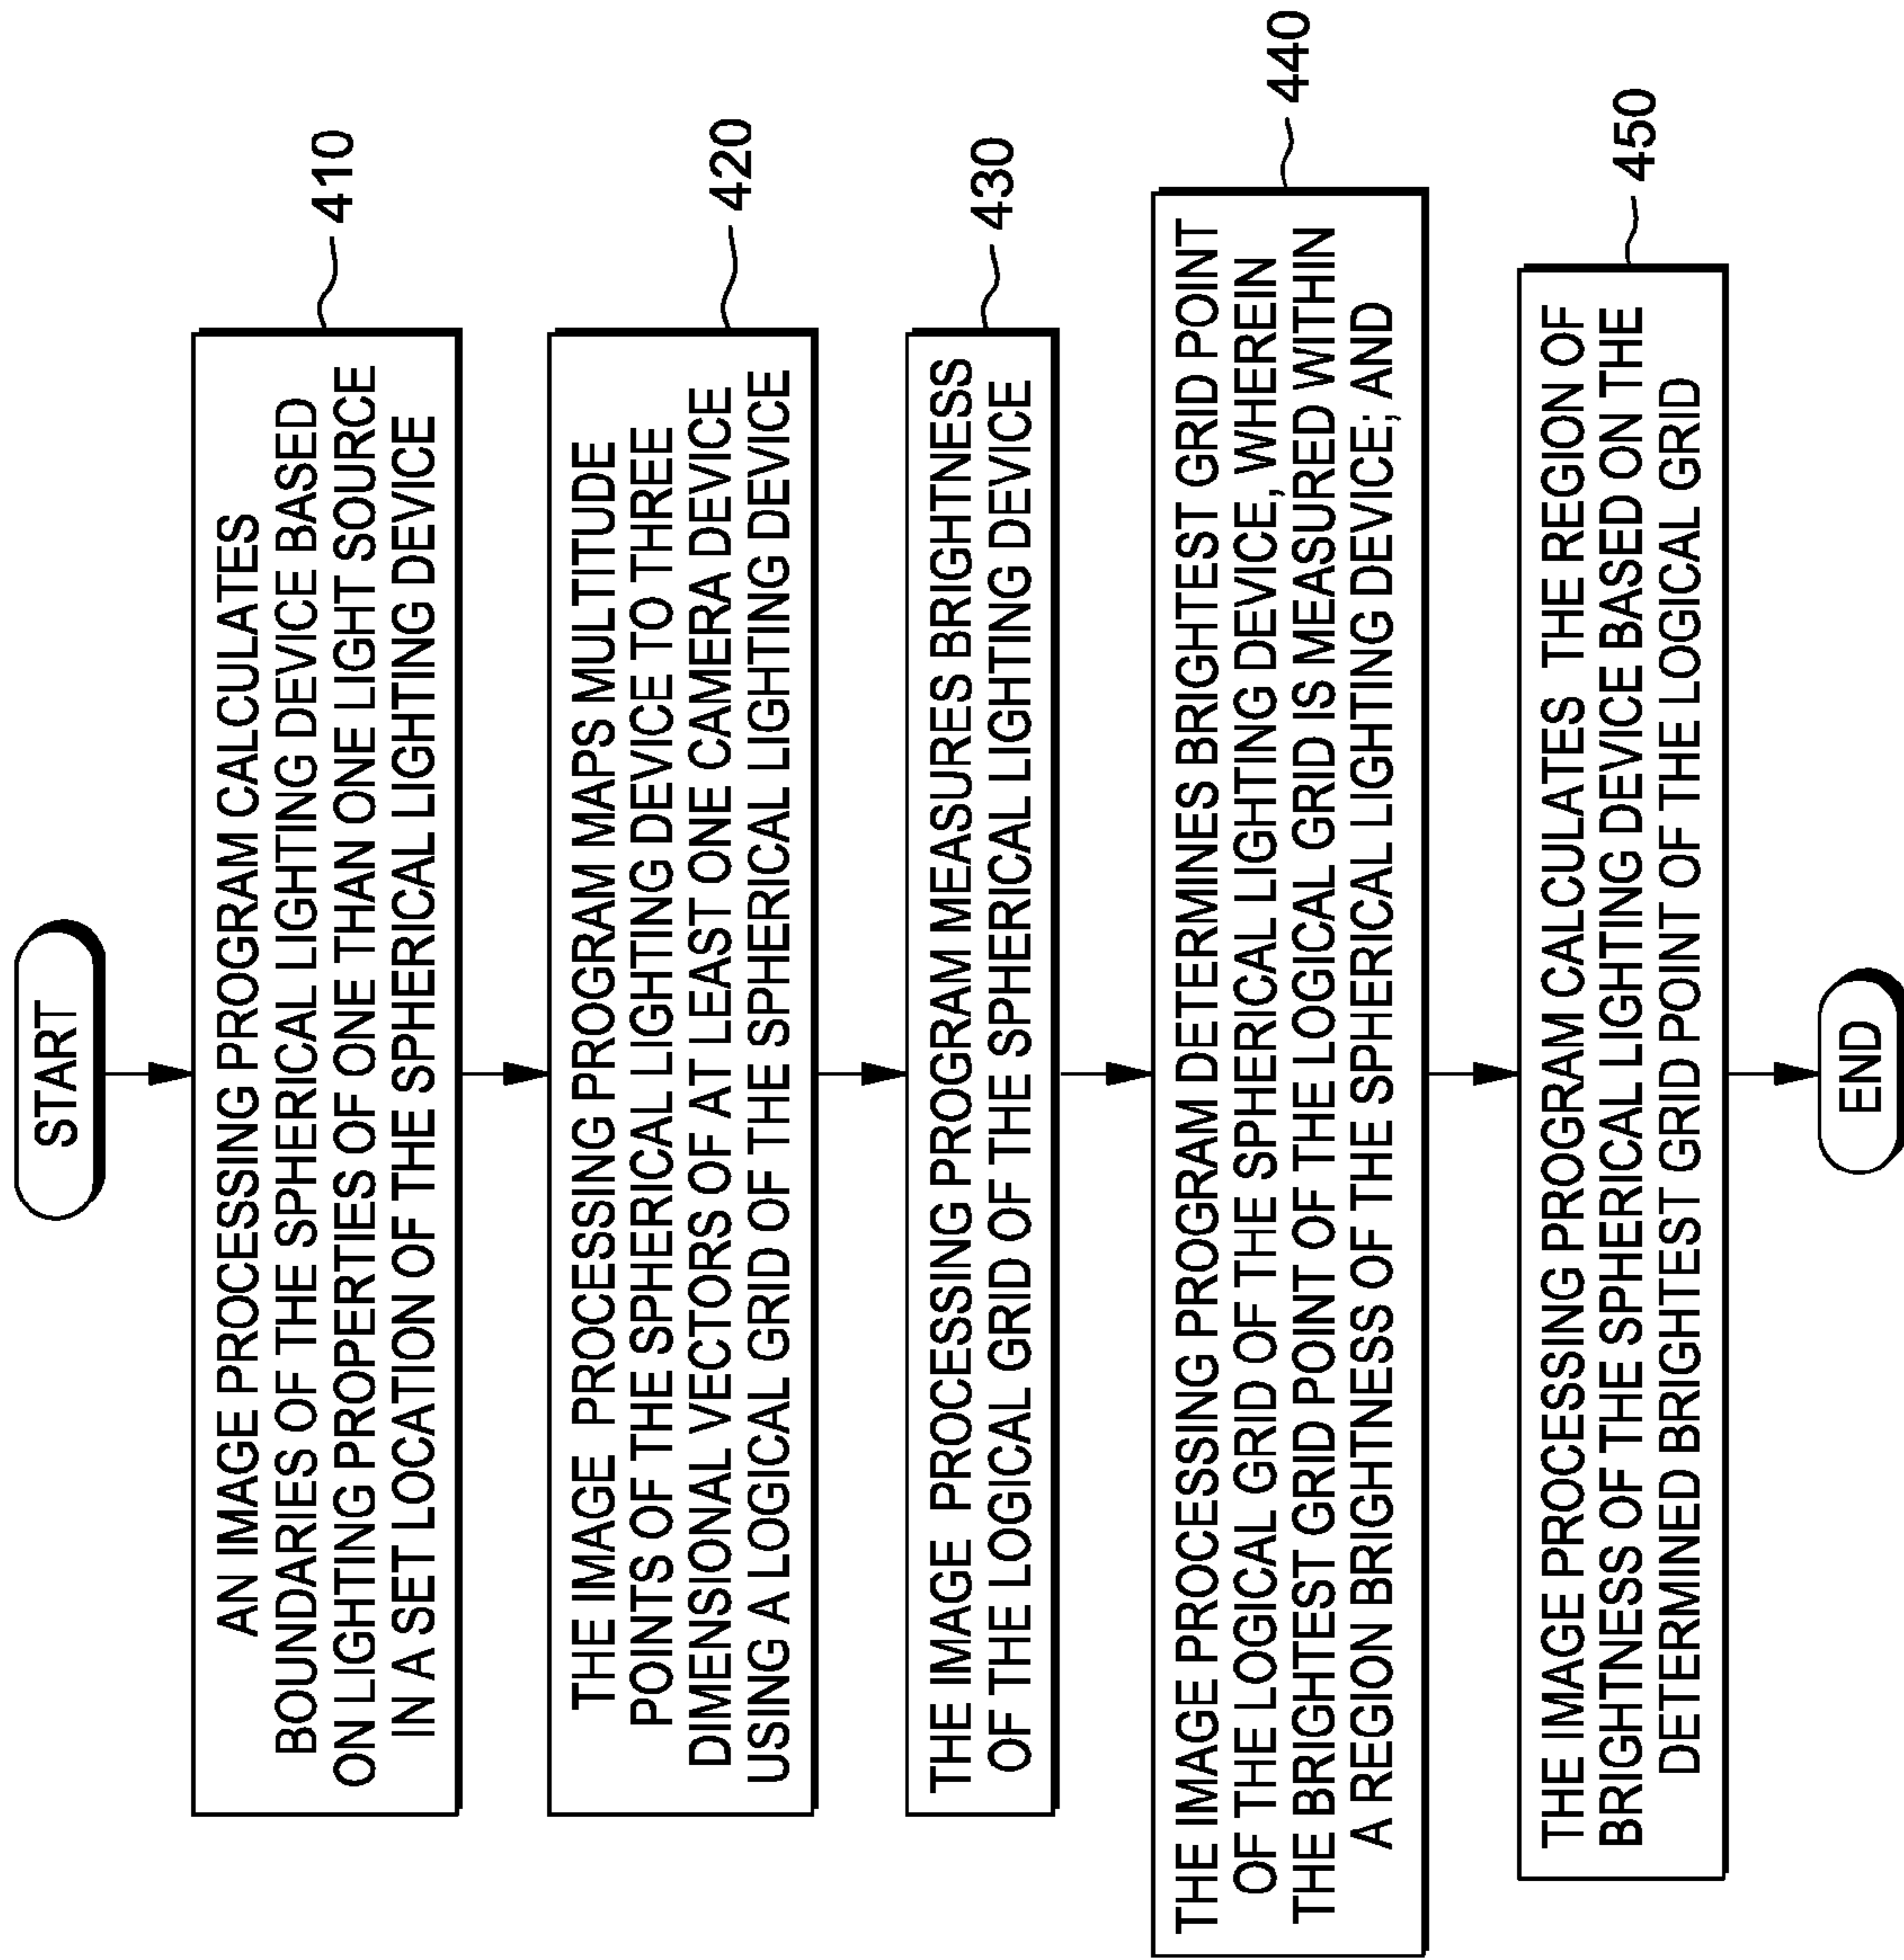 START
AN IMAGE PROCESSING PROGRAM CALCULATES
BOUNDARIES OF THE SPHERICAL LIGHTING DEVICE BASED
ON LIGHTING PROPERTIES OF ONE THAN ONE LIGHT SOURCE
IN A SET LOCATION OF THE SPHERICAL LIGHTING DEVICE
410
THE IMAGE PROCESSING PROGRAM MAPS MULTITUDE
POINTS OF THE SPHERICAL LIGHTING DEVICE TO THREE
DIMENSIONAL VECTORS OF AT LEAST ONE CAMERA DEVICE
USING A LOGICAL GRID OF THE SPHERICAL LIGHTING DEVICE
420
THE IMAGE PROCESSING PROGRAM MEASURES BRIGHTNESS
OF THE LOGICAL GRID OF THE SPHERICAL LIGHTING DEVICE
430
THE IMAGE PROCESSING PROGRAM DETERMINES BRIGHTEST GRID POINT
OF THE LOGICAL GRID OF THE SPHERICAL LIGHTING DEVICE, WHEREIN
THE BRIGHTEST GRID POINT OF THE LOGICAL GRID IS MEASURED WITHIN
A REGION BRIGHTNESS OF THE SPHERICAL LIGHTING DEVICE; AND
440
THE IMAGE PROCESSING PROGRAM CALCULATES THE REGION OF
BRIGHTNESS OF THE SPHERICAL LIGHTING DEVICE BASED ON THE
DETERMINED BRIGHTEST GRID POINT OF THE LOGICAL GRID
450
END